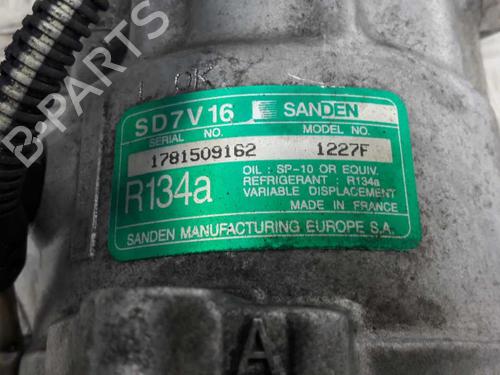 B-PARTS
OK
SD7V16 SANDEN
SERIAL NO. MODEL NO.
1781509162 1227F
R134a
OIL : SP-10 OR EQUIV.
REFRIGERANT : R134a
VARIABLE DISPLACEMENT
MADE IN FRANCE
SANDEN MANUFACTURING EUROPE S.A.
A